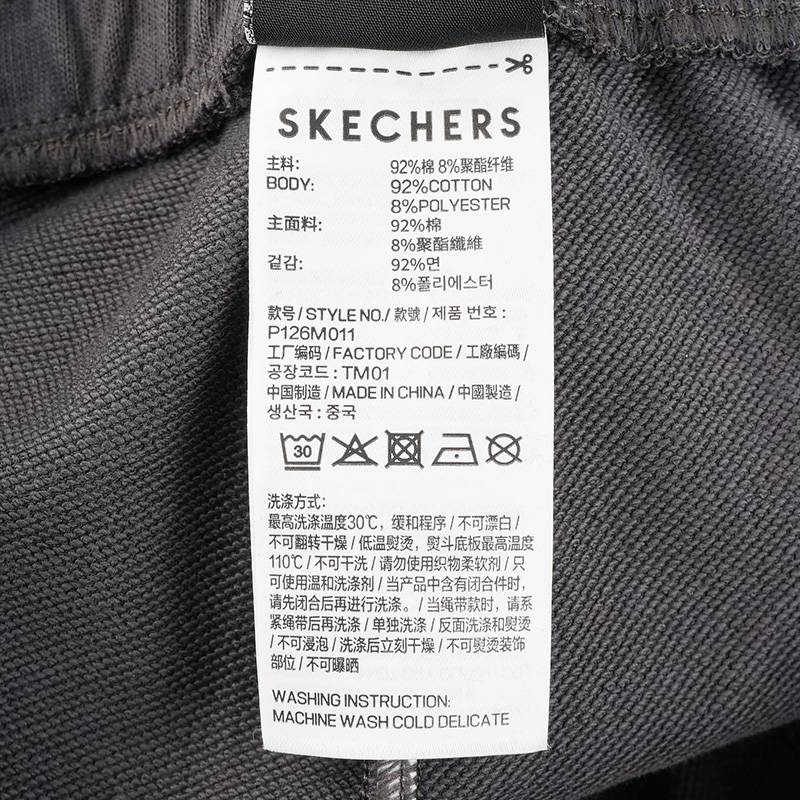 SKECHERS
主料: 92%棉 8%聚酯纤维
BODY: 92%COTTON
8%POLYESTER
主面料: 92%棉
8%聚酯纖維
겉감: 92%면
8%폴리에스터
款号/STYLE NO./款號/제품 번호:
P126M011
工厂编码/FACTORY CODE/工廠編碼/
공장코드:TM01
中国制造/MADE IN CHINA/中國製造/
생산국:중국
30
洗涤方式:
最高洗涤温度30℃，缓和程序/不可漂白/
不可翻转干燥/低温熨烫，熨斗底板最高温度
110℃/不可干洗/请勿使用织物柔软剂/只
可使用温和洗涤剂/当产品中含有闭合件时，
请先闭合后再进行洗涤。/当绳带款时，请系
紧绳带后再洗涤/单独洗涤/反面洗涤和熨烫
/不可浸泡/洗涤后立刻干燥/不可熨烫装饰
部位/不可曝晒
WASHING INSTRUCTION:
MACHINE WASH COLD DELICATE